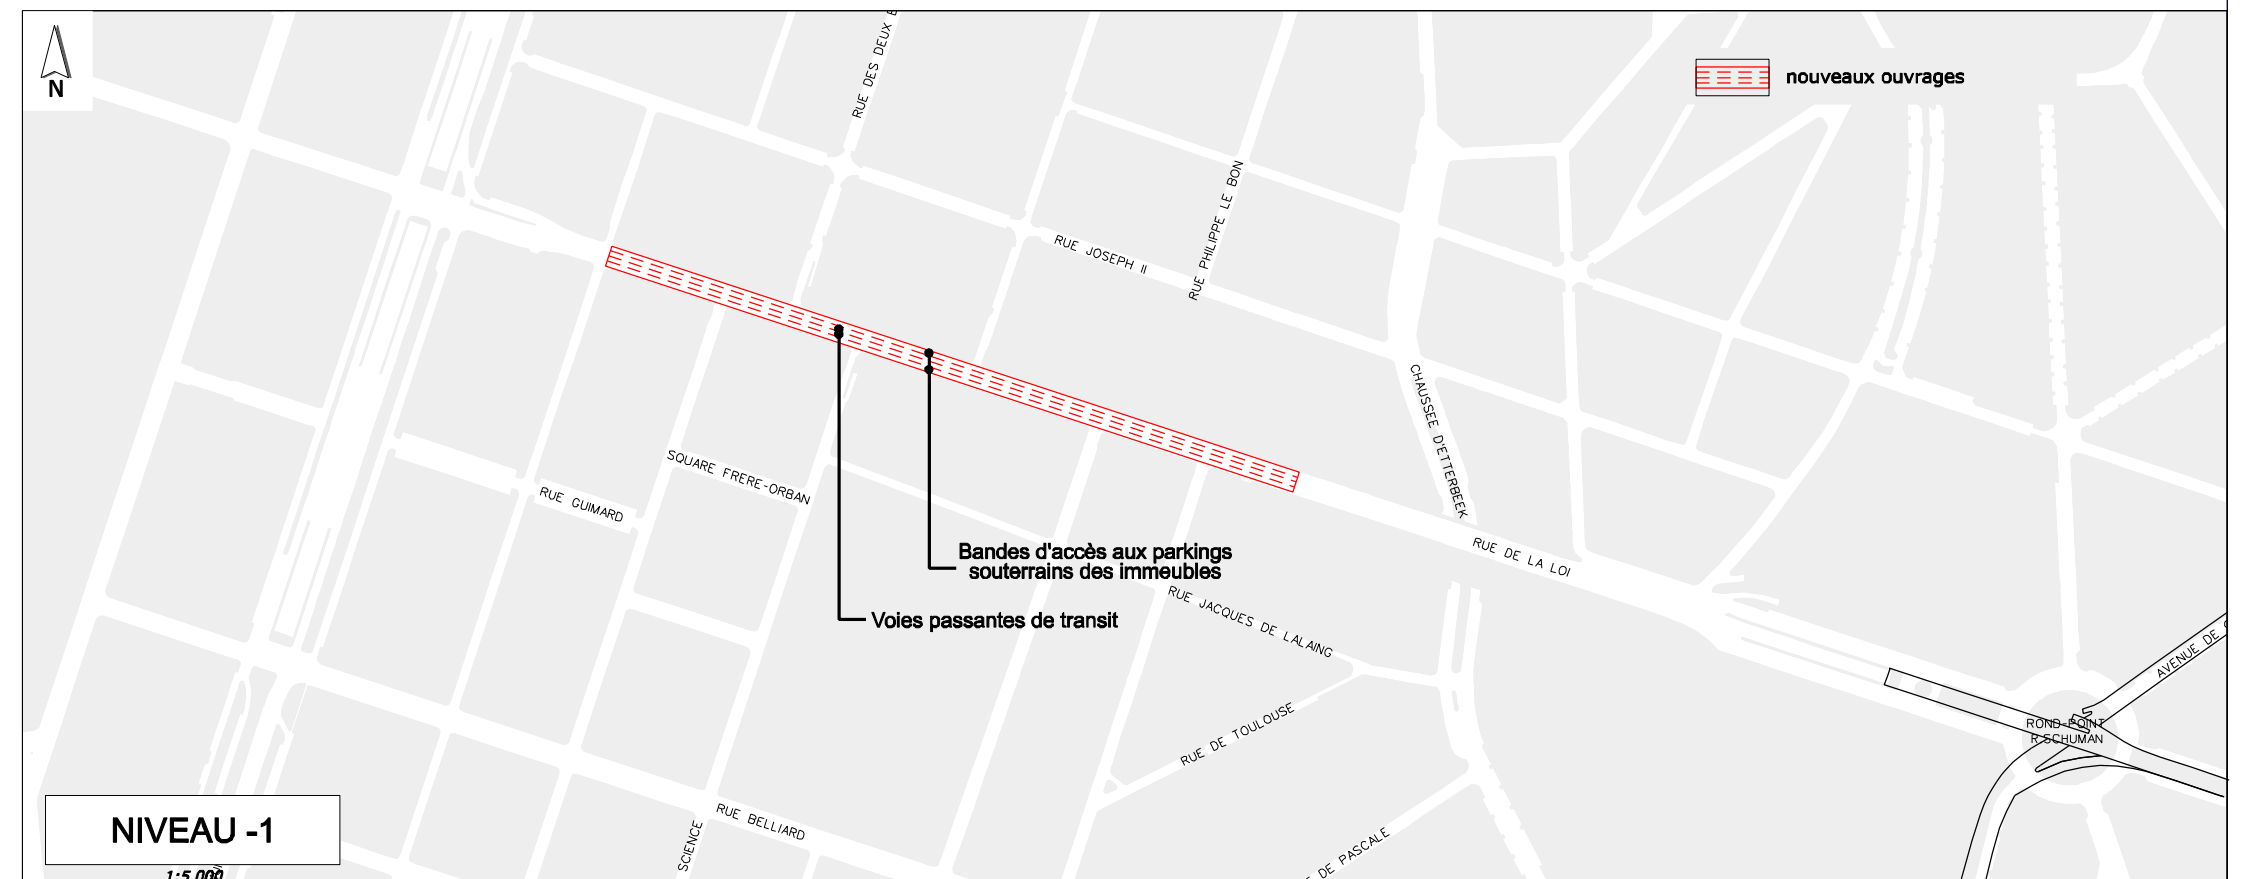 N
RUE DES DEUX
nouveaux ouvrages
RUE PHILIPPE LE BON
RUE JOSEPH II
CHAUSSEE D'ETTERBEEK
SQUARE FRERE-ORBAN
RUE GUIMARD
Bandes d'accès aux parkings
souterrains des immeubles
RUE DE LA LOI
Voies passantes de transit
RUE JACQUES DE LALAING
AVENUE DE
RUE DE TOULOUSE
ROND-POINT
R.SCHUMAN
NIVEAU -1
RUE BELLIARD
SCIENCE
DE PASCALE
1:5.000